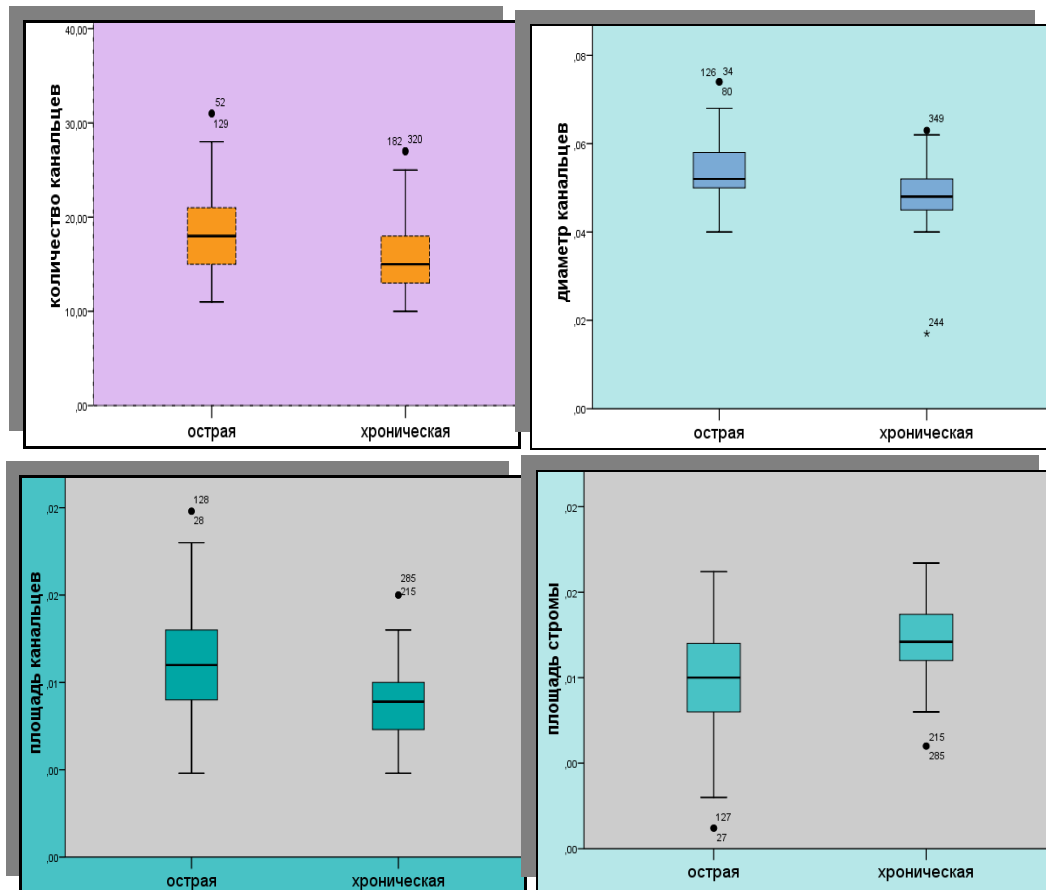 количество канальцев
40,00
30,00
20,00
10,00
,00
52
129
182 320
острая
хроническая
диаметр канальцев
,08
,06
,04
,02
,00
126 34
80
349
244
острая
хроническая
площадь канальцев
,02
,02
,01
,00
,00
128
28
285
215
острая
хроническая
площадь стромы
,02
,02
,01
,00
,00
127
27
215
285
острая
хроническая